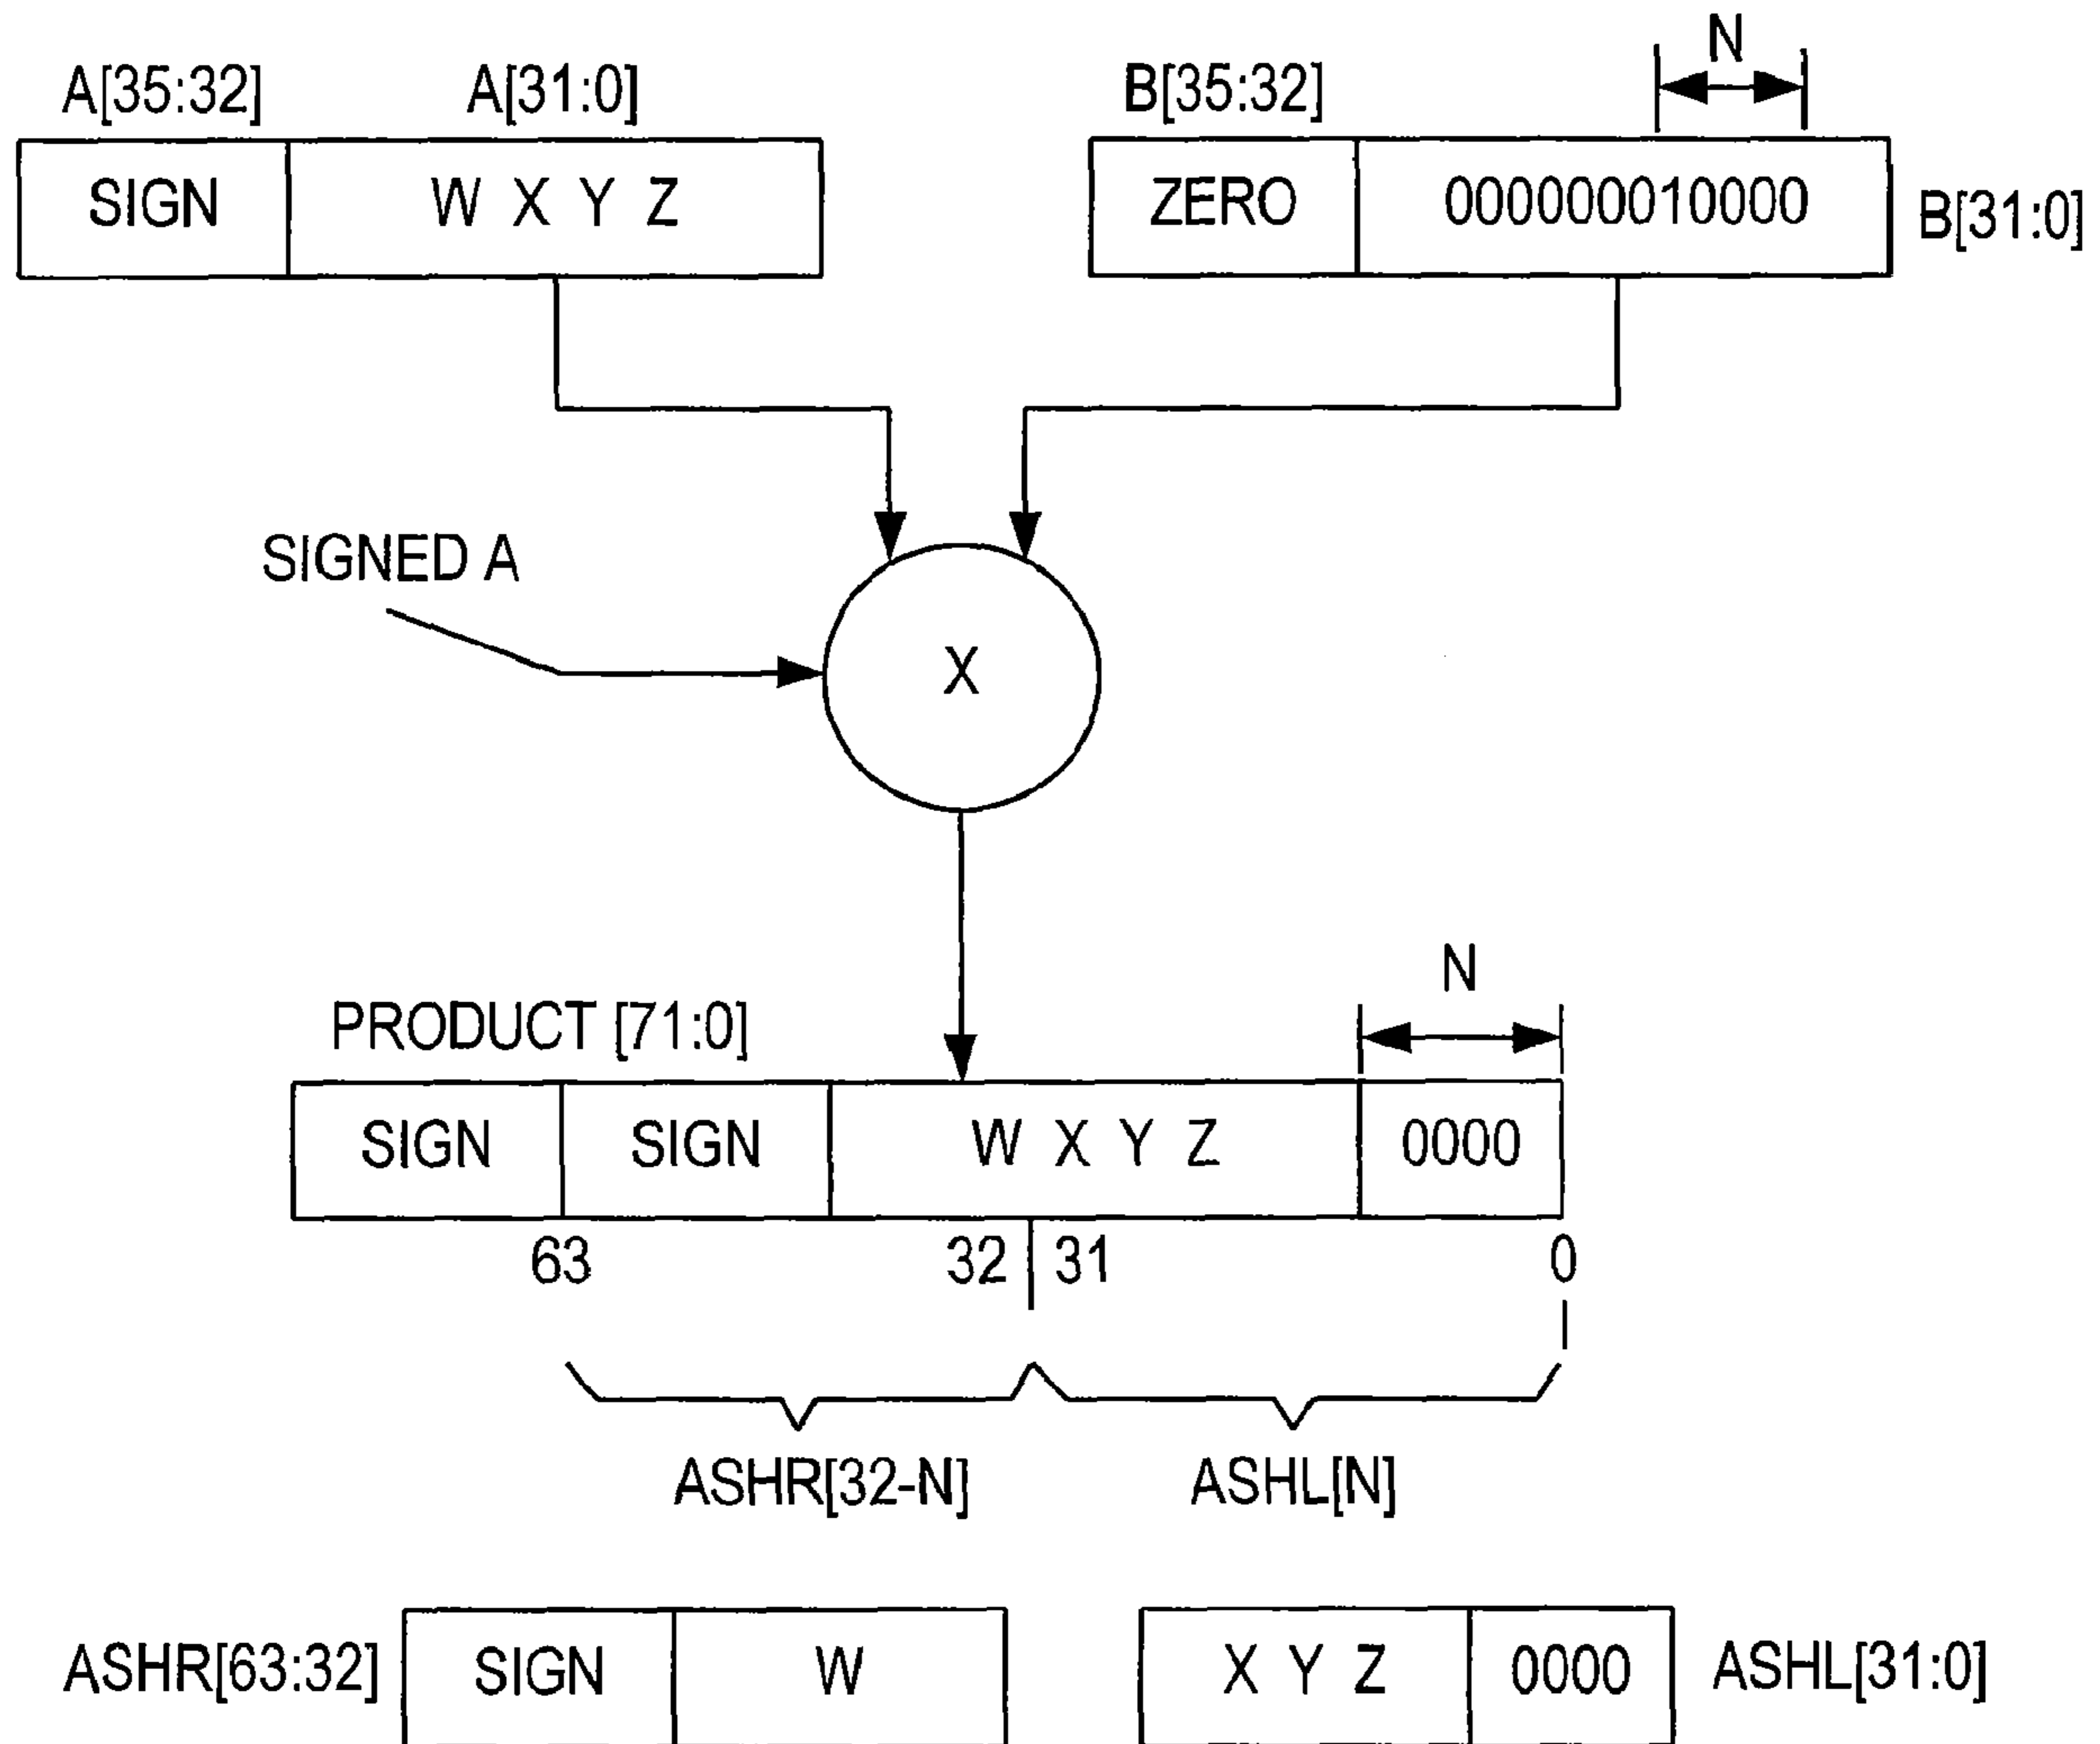 N
A[35:32] A[31:0] B[35:32]
SIGN W X Y Z ZERO 000000010000 B[31:0]
SIGNED A
X
N
PRODUCT [71:0]
SIGN SIGN W X Y Z 0000
63 32 31 0
ASHR[32-N] ASHL[N]
ASHR[63:32] SIGN W X Y Z 0000 ASHL[31:0]